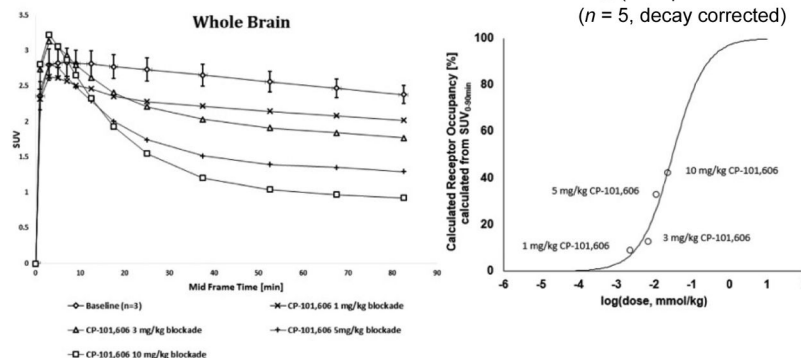 (n = 5, decay corrected)
Whole Brain
SUV
3.5
3
2.5
2
1.5
1
0.5
0
0
10
20
30
40
50
60
70
80
90
Mid Frame Time [min]
Baseline (n=3)
CP-101,606 1 mg/kg blockade
CP-101,606 3 mg/kg blockade
CP-101,606 5mg/kg blockade
CP-101,606 10 mg/kg blockade
Calculated Receptor Occupancy [%]
calculated from SUV0-90min
100
80
60
40
20
0
10 mg/kg CP-101,606
5 mg/kg CP-101,606
3 mg/kg CP-101,606
1 mg/kg CP-101,606
-6
-5
-4
-3
-2
-1
0
1
2
log(dose, mmol/kg)